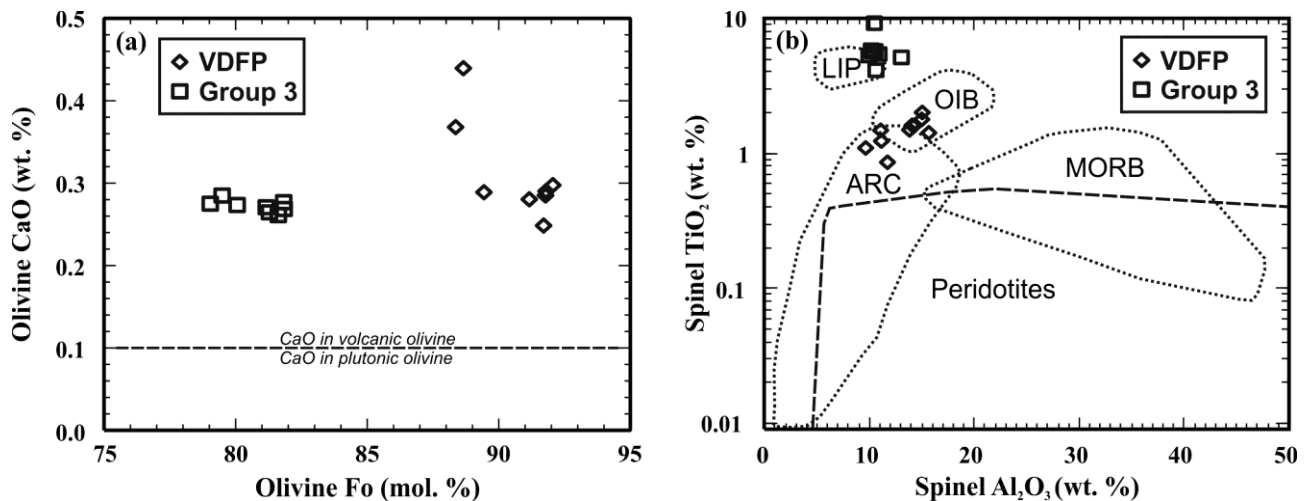 (a)
VDFP
Group 3
CaO in volcanic olivine
CaO in plutonic olivine
Olivine CaO (wt. %)
0.5
0.4
0.3
0.2
0.1
0.0
75
80
85
90
95
Olivine Fo (mol. %)
(b)
VDFP
Group 3
LIP
OIB
ARC
MORB
Peridotites
Spinel TiO₂ (wt. %)
10
1
0.1
0.01
0
10
20
30
40
50
Spinel Al₂O₃ (wt. %)